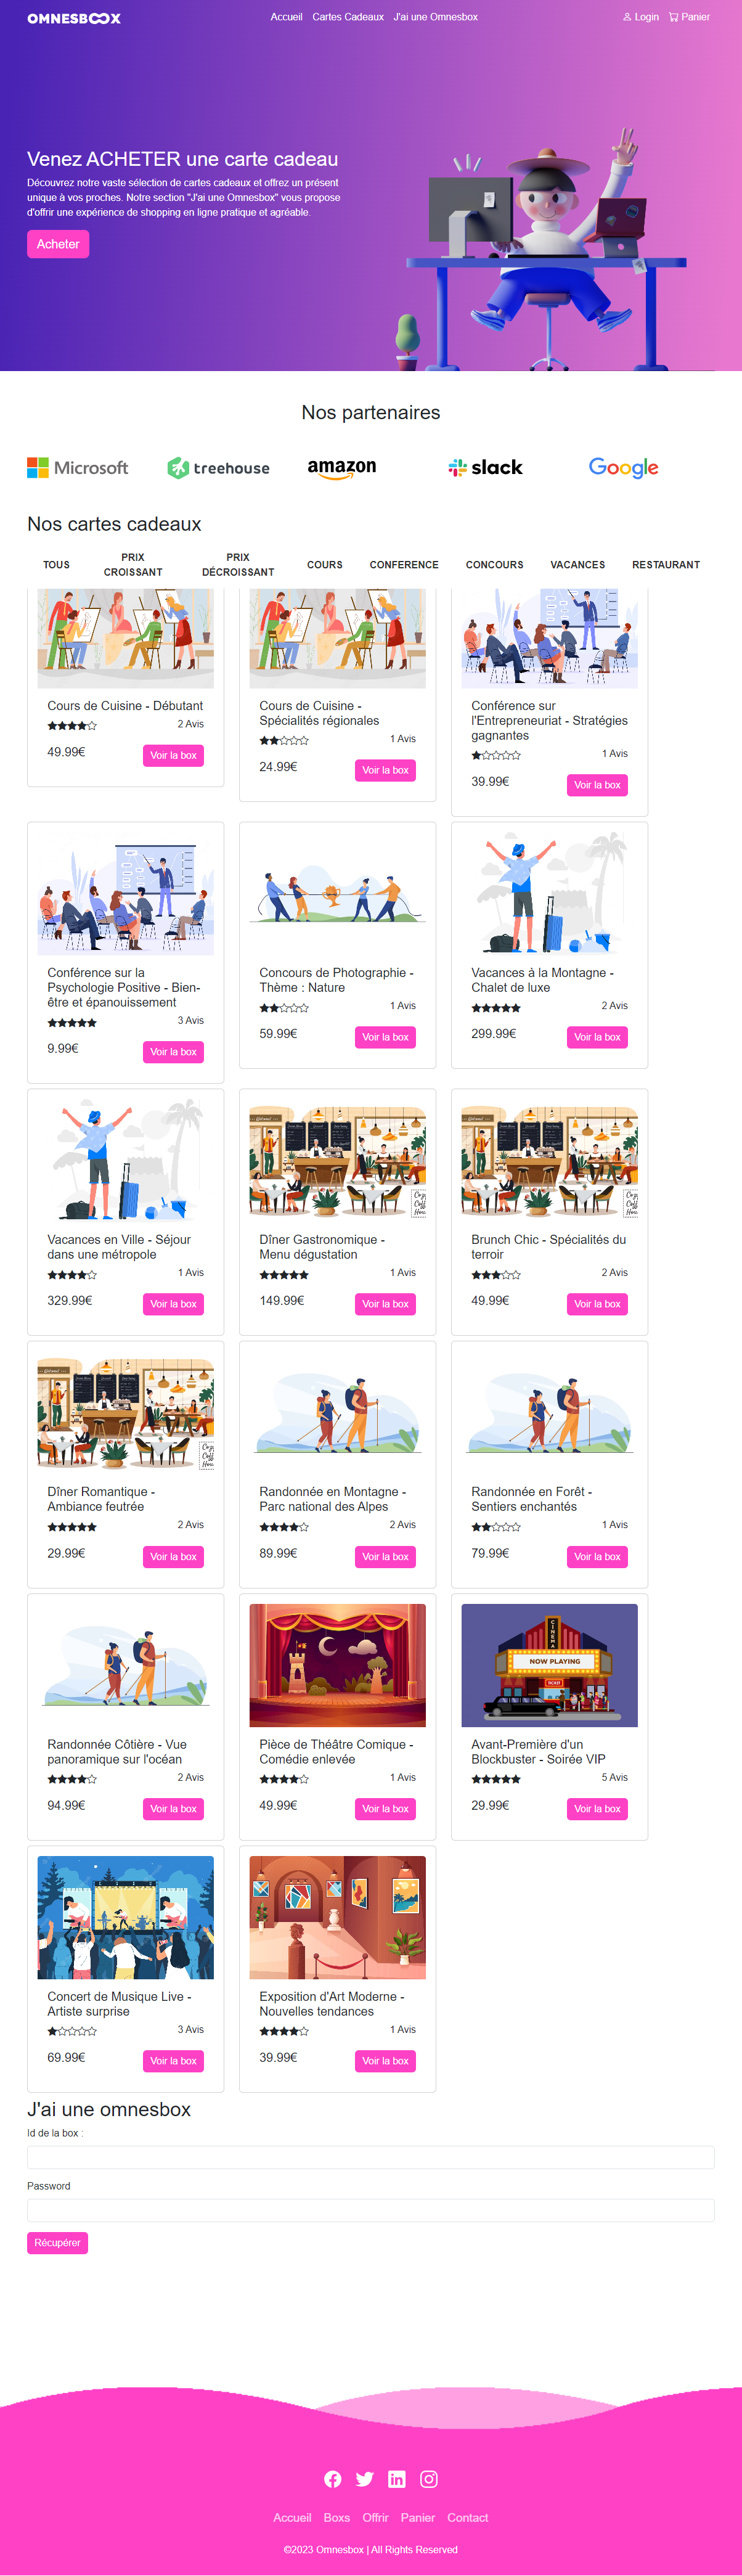 OMNESBOX
Accueil Cartes Cadeaux J'ai une Omnesbox
Login Panier
Venez ACHETER une carte cadeau
Découvrez notre vaste sélection de cartes cadeaux et offrez un présent
unique à vos proches. Notre section "J'ai une Omnesbox" vous propose
d'offrir une expérience de shopping en ligne pratique et agréable.
Acheter
Nos partenaires
Microsoft treehouse amazon slack Google
Nos cartes cadeaux
TOUS PRIX CROISSANT PRIX DÉCROISSANT COURS CONFERENCE CONCOURS VACANCES RESTAURANT
Cours de Cuisine - Débutant
2 Avis
49.99€ Voir la box
Cours de Cuisine -
Spécialités régionales
1 Avis
24.99€ Voir la box
Conférence sur
l'Entrepreneuriat - Stratégies
gagnantes
1 Avis
39.99€ Voir la box
Conférence sur la
Psychologie Positive - Bien-
être et épanouissement
3 Avis
9.99€ Voir la box
Concours de Photographie -
Thème : Nature
1 Avis
59.99€ Voir la box
Vacances à la Montagne -
Chalet de luxe
2 Avis
299.99€ Voir la box
Vacances en Ville - Séjour
dans une métropole
1 Avis
329.99€ Voir la box
Dîner Gastronomique -
Menu dégustation
1 Avis
149.99€ Voir la box
Brunch Chic - Spécialités du
terroir
2 Avis
49.99€ Voir la box
Dîner Romantique -
Ambiance feutrée
2 Avis
29.99€ Voir la box
Randonnée en Montagne -
Parc national des Alpes
2 Avis
89.99€ Voir la box
Randonnée en Forêt -
Sentiers enchantés
1 Avis
79.99€ Voir la box
Randonnée Côtière - Vue
panoramique sur l'océan
2 Avis
94.99€ Voir la box
Pièce de Théâtre Comique -
Comédie enlevée
1 Avis
49.99€ Voir la box
CINEMA
NOW PLAYING
Avant-Première d'un
Blockbuster - Soirée VIP
5 Avis
29.99€ Voir la box
Concert de Musique Live -
Artiste surprise
3 Avis
69.99€ Voir la box
Exposition d'Art Moderne -
Nouvelles tendances
1 Avis
39.99€ Voir la box
J'ai une omnesbox
Id de la box :
Password
Récupérer
Accueil Boxs Offrir Panier Contact
©2023 Omnesbox | All Rights Reserved